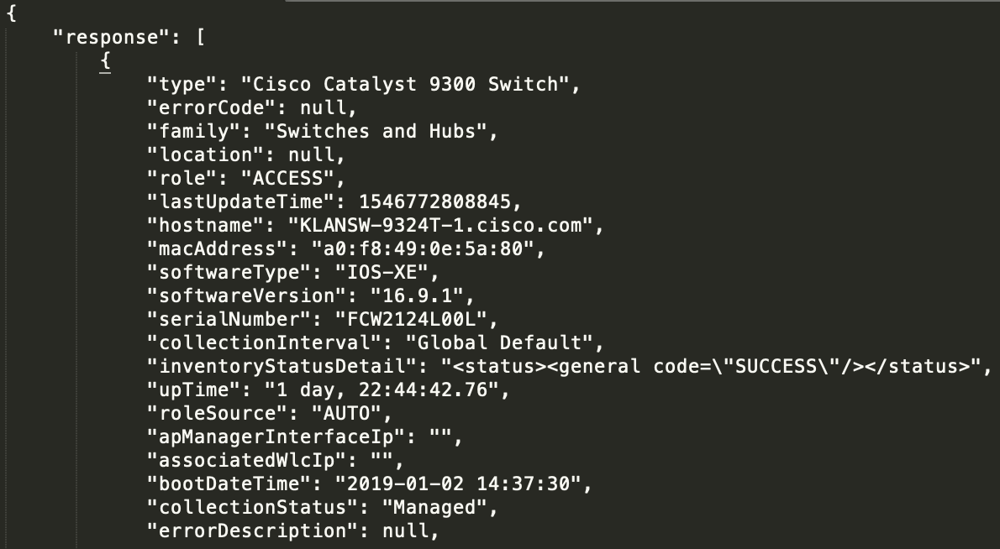 {
"response": [
{
"type": "Cisco Catalyst 9300 Switch",
"errorCode": null,
"family": "Switches and Hubs",
"location": null,
"role": "ACCESS",
"lastUpdateTime": 1546772808845,
"hostname": "KLANSW-9324T-1.cisco.com",
"macAddress": "a0:f8:49:0e:5a:80",
"softwareType": "IOS-XE",
"softwareVersion": "16.9.1",
"serialNumber": "FCW2124L00L",
"collectionInterval": "Global Default",
"inventoryStatusDetail": "<status><general code=\"SUCCESS\"/></status>",
"upTime": "1 day, 22:44:42.76",
"roleSource": "AUTO",
"apManagerInterfaceIp": "",
"associatedWlcIp": "",
"bootDateTime": "2019-01-02 14:37:30",
"collectionStatus": "Managed",
"errorDescription": null,